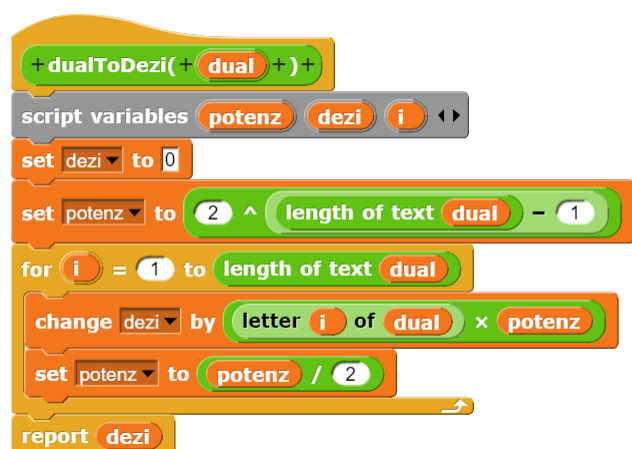 +dualToDezi(+ dual +)+
script variables potenz dezi i
set dezi to 0
set potenz to 2 ^ length of text dual - 1
for i = 1 to length of text dual
change dezi by letter i of dual × potenz
set potenz to potenz / 2
report dezi